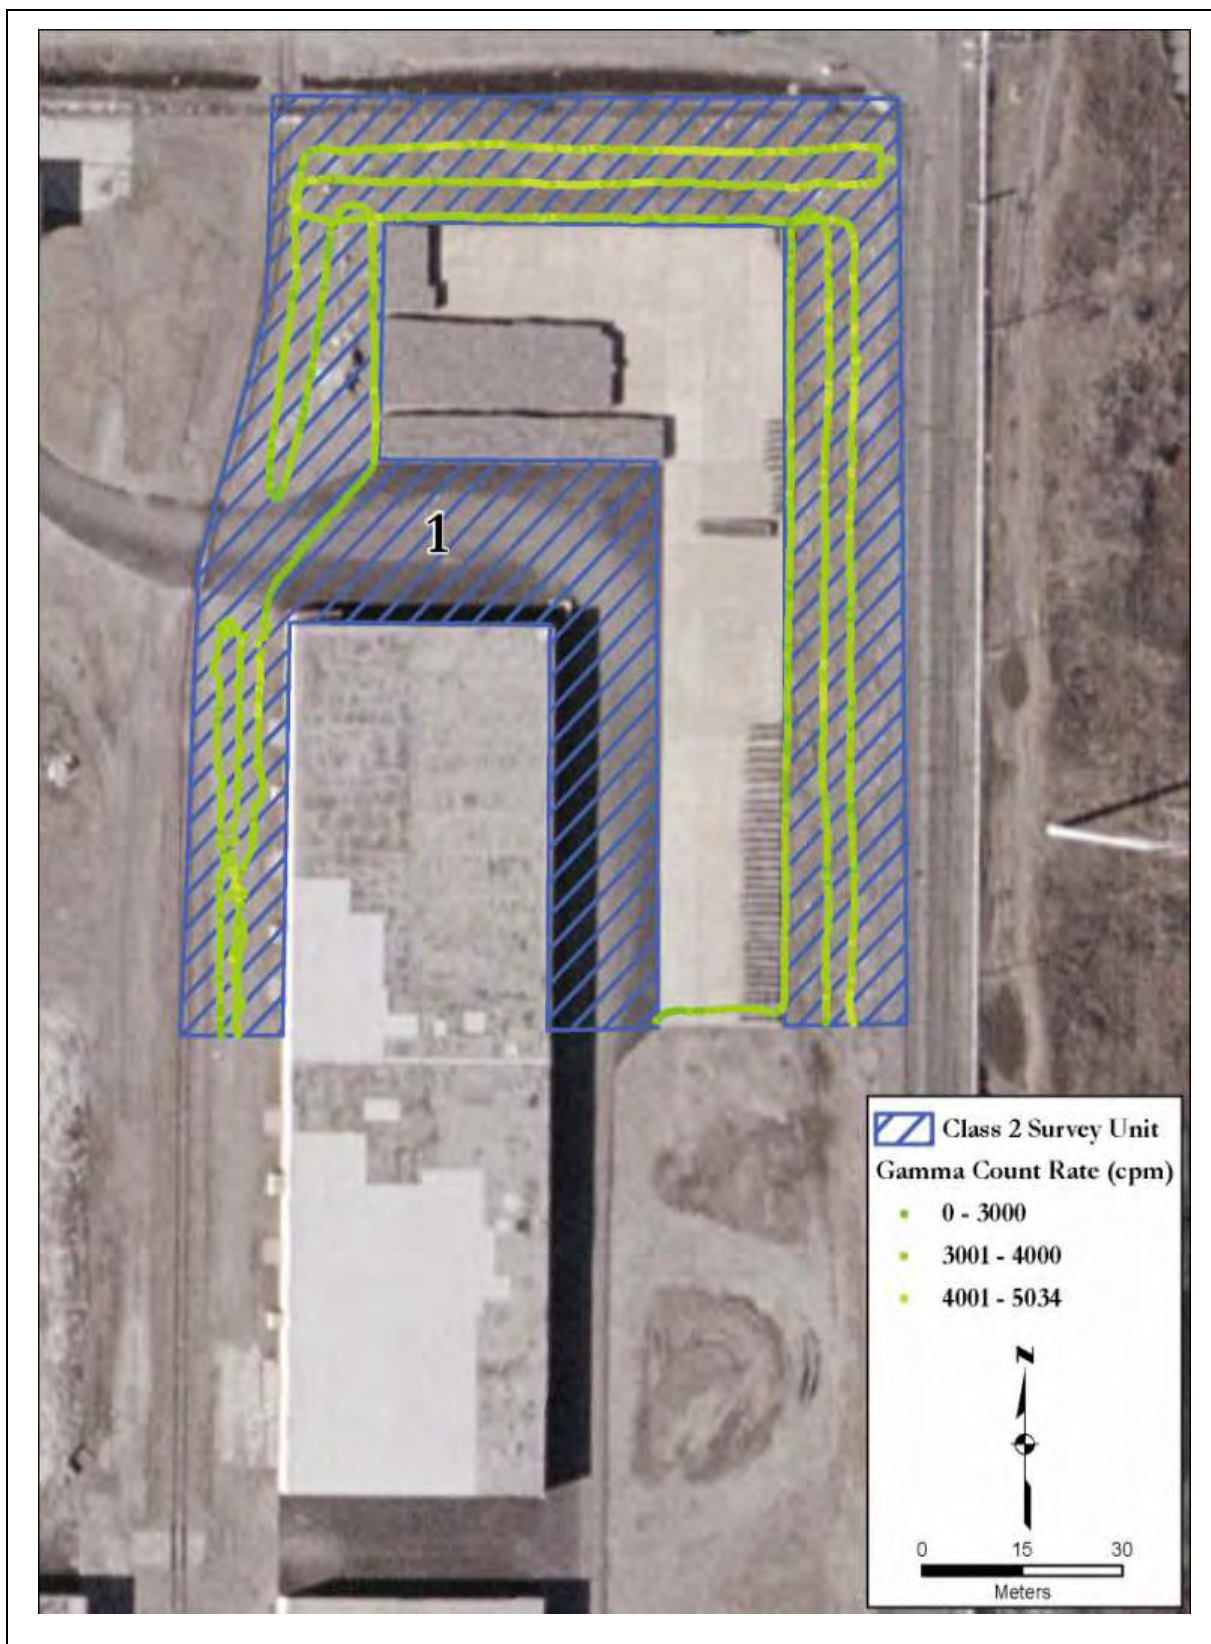 1
Class 2 Survey Unit
Gamma Count Rate (cpm)
0 - 3000
3001 - 4000
4001 - 5034
N
0 15 30
Meters